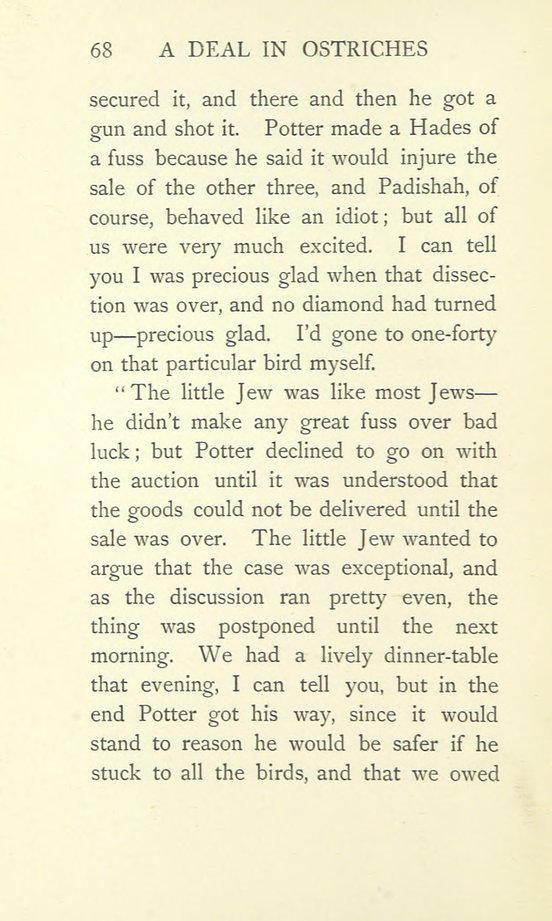 68 A DEAL IN OSTRICHES
secured it, and there and then he got a
gun and shot it. Potter made a Hades of
a fuss because he said it would injure the
sale of the other three, and Padishah, of
course, behaved like an idiot; but all of
us were very much excited. I can tell
you I was precious glad when that dissec-
tion was over, and no diamond had turned
up—precious glad. I'd gone to one-forty
on that particular bird myself.
"The little Jew was like most Jews—
he didn't make any great fuss over bad
luck; but Potter declined to go on with
the auction until it was understood that
the goods could not be delivered until the
sale was over. The little Jew wanted to
argue that the case was exceptional, and
as the discussion ran pretty even, the
thing was postponed until the next
morning. We had a lively dinner-table
that evening, I can tell you, but in the
end Potter got his way, since it would
stand to reason he would be safer if he
stuck to all the birds, and that we owed